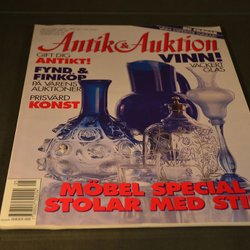 Antik & Auktion
GIFT DIG
ANTIKT!
FYND &
FINKÖP
PÅ VÅRENS
AUKTIONER
PRISVÄRD
KONST
VINN!
VACKERT
GLAS
MÖBEL SPECIAL
STOLAR MED STI